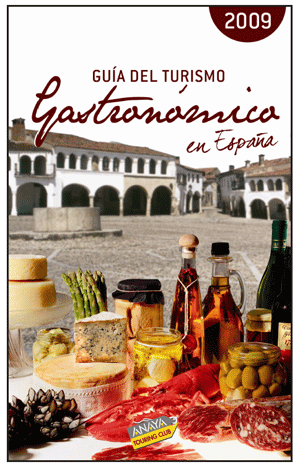 2009
GUÍA DEL TURISMO
Gastronómico
en España
ANAYA
TOURING CLUB